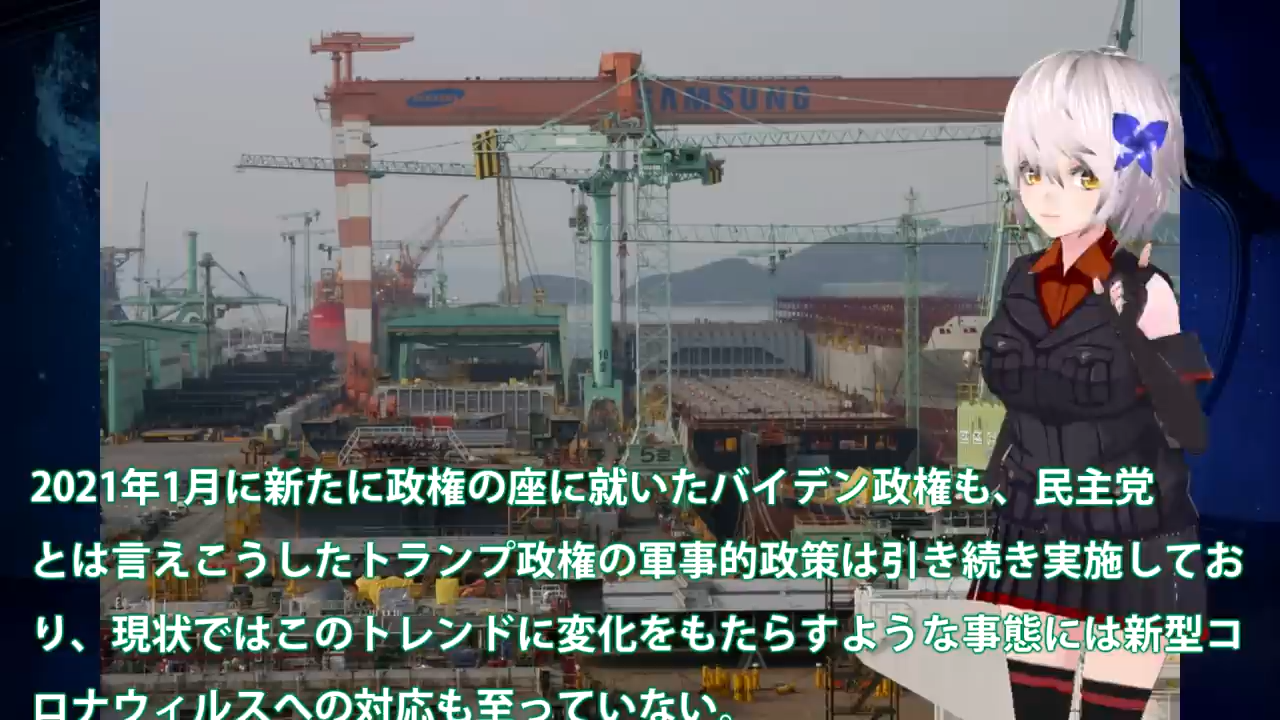 SAMSUNG
SAMSUNG
10
5호
2021年1月に新たに政権の座に就いたバイデン政権も、民主党
とは言えこうしたトランプ政権の軍事的政策は引き続き実施してお
り、現状ではこのトレンドに変化をもたらすような事態には新型コ
ロナウィルスへの対応も至っていない。